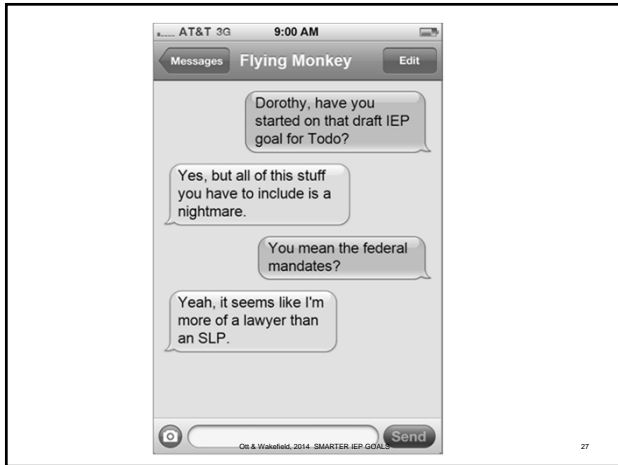 AT&T 3G 9:00 AM
Messages Flying Monkey Edit
Dorothy, have you
started on that draft IEP
goal for Todo?
Yes, but all of this stuff
you have to include is a
nightmare.
You mean the federal
mandates?
Yeah, it seems like I'm
more of a lawyer than
an SLP.
Send
Ott & Wakefield, 2014 SMARTER IEP GOALS 27